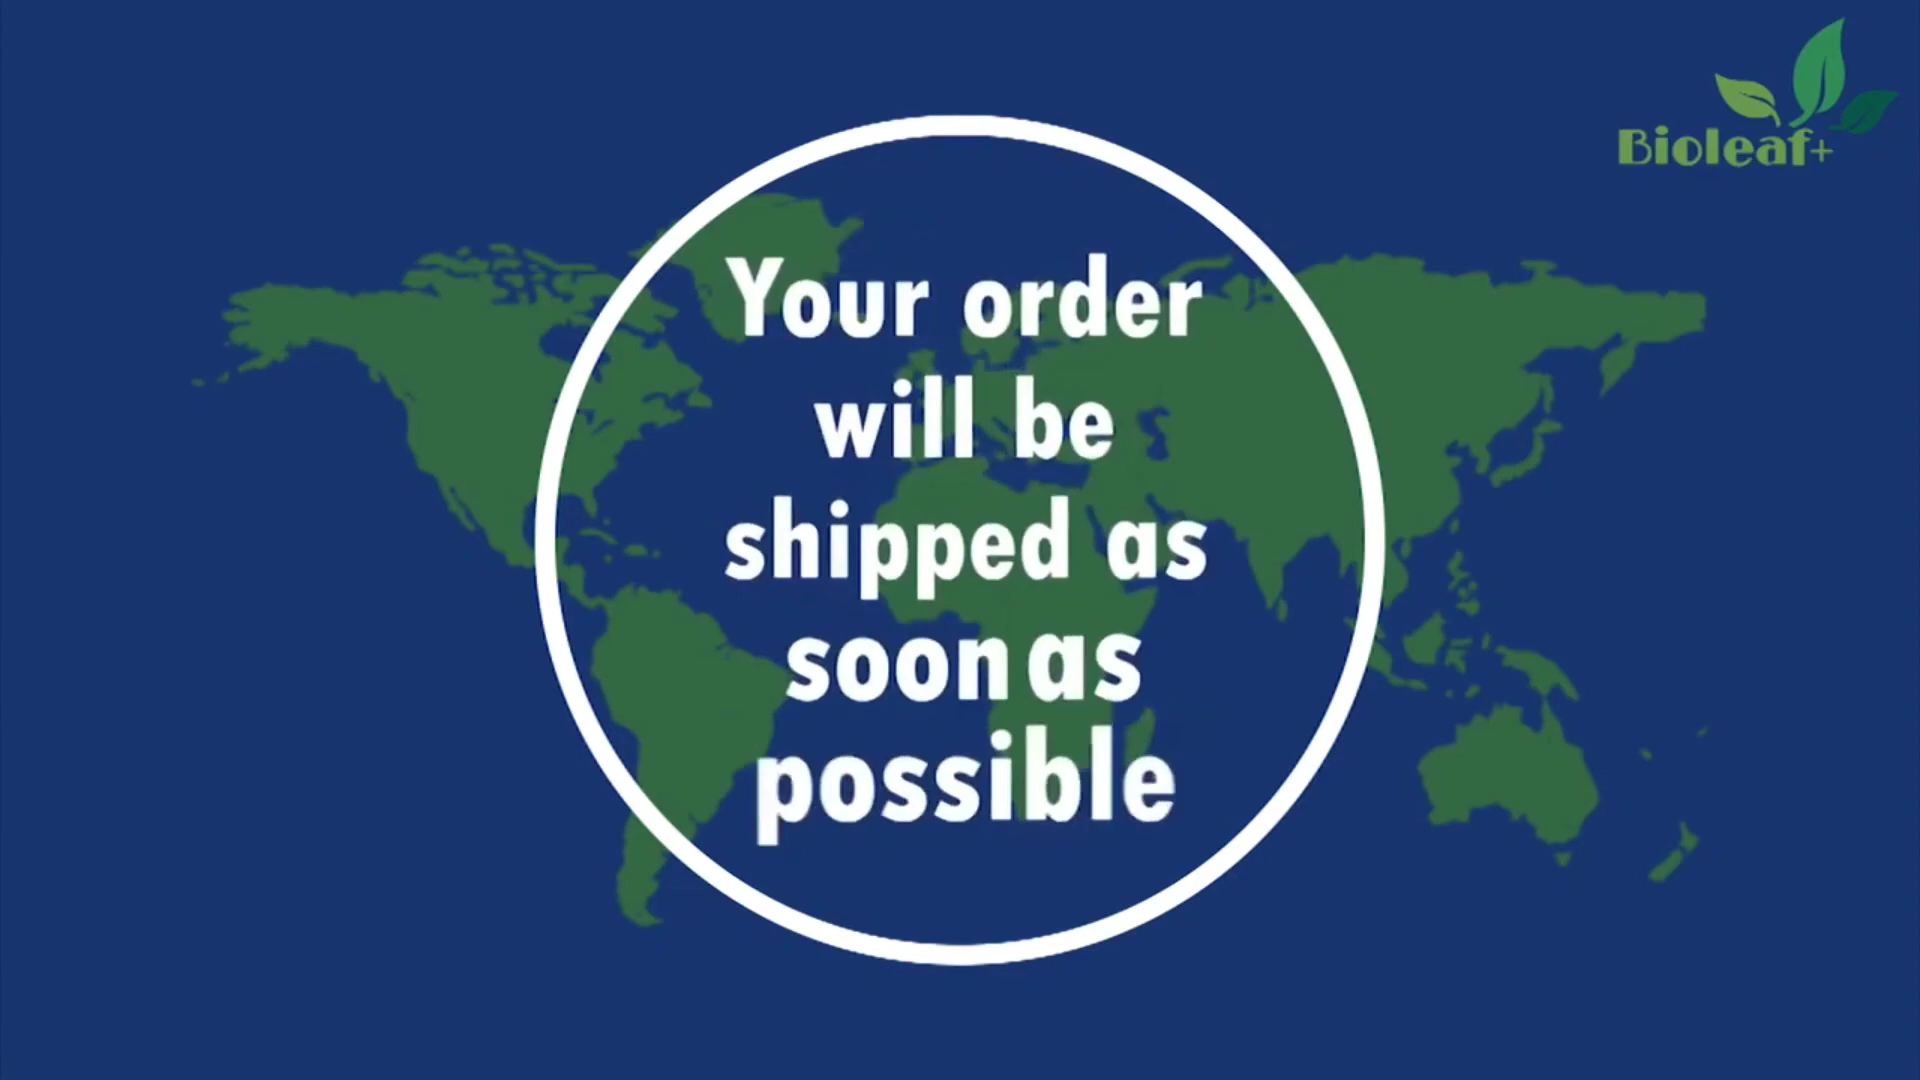 Bioleaf+
Your order
will be
shipped as
soon as
possible